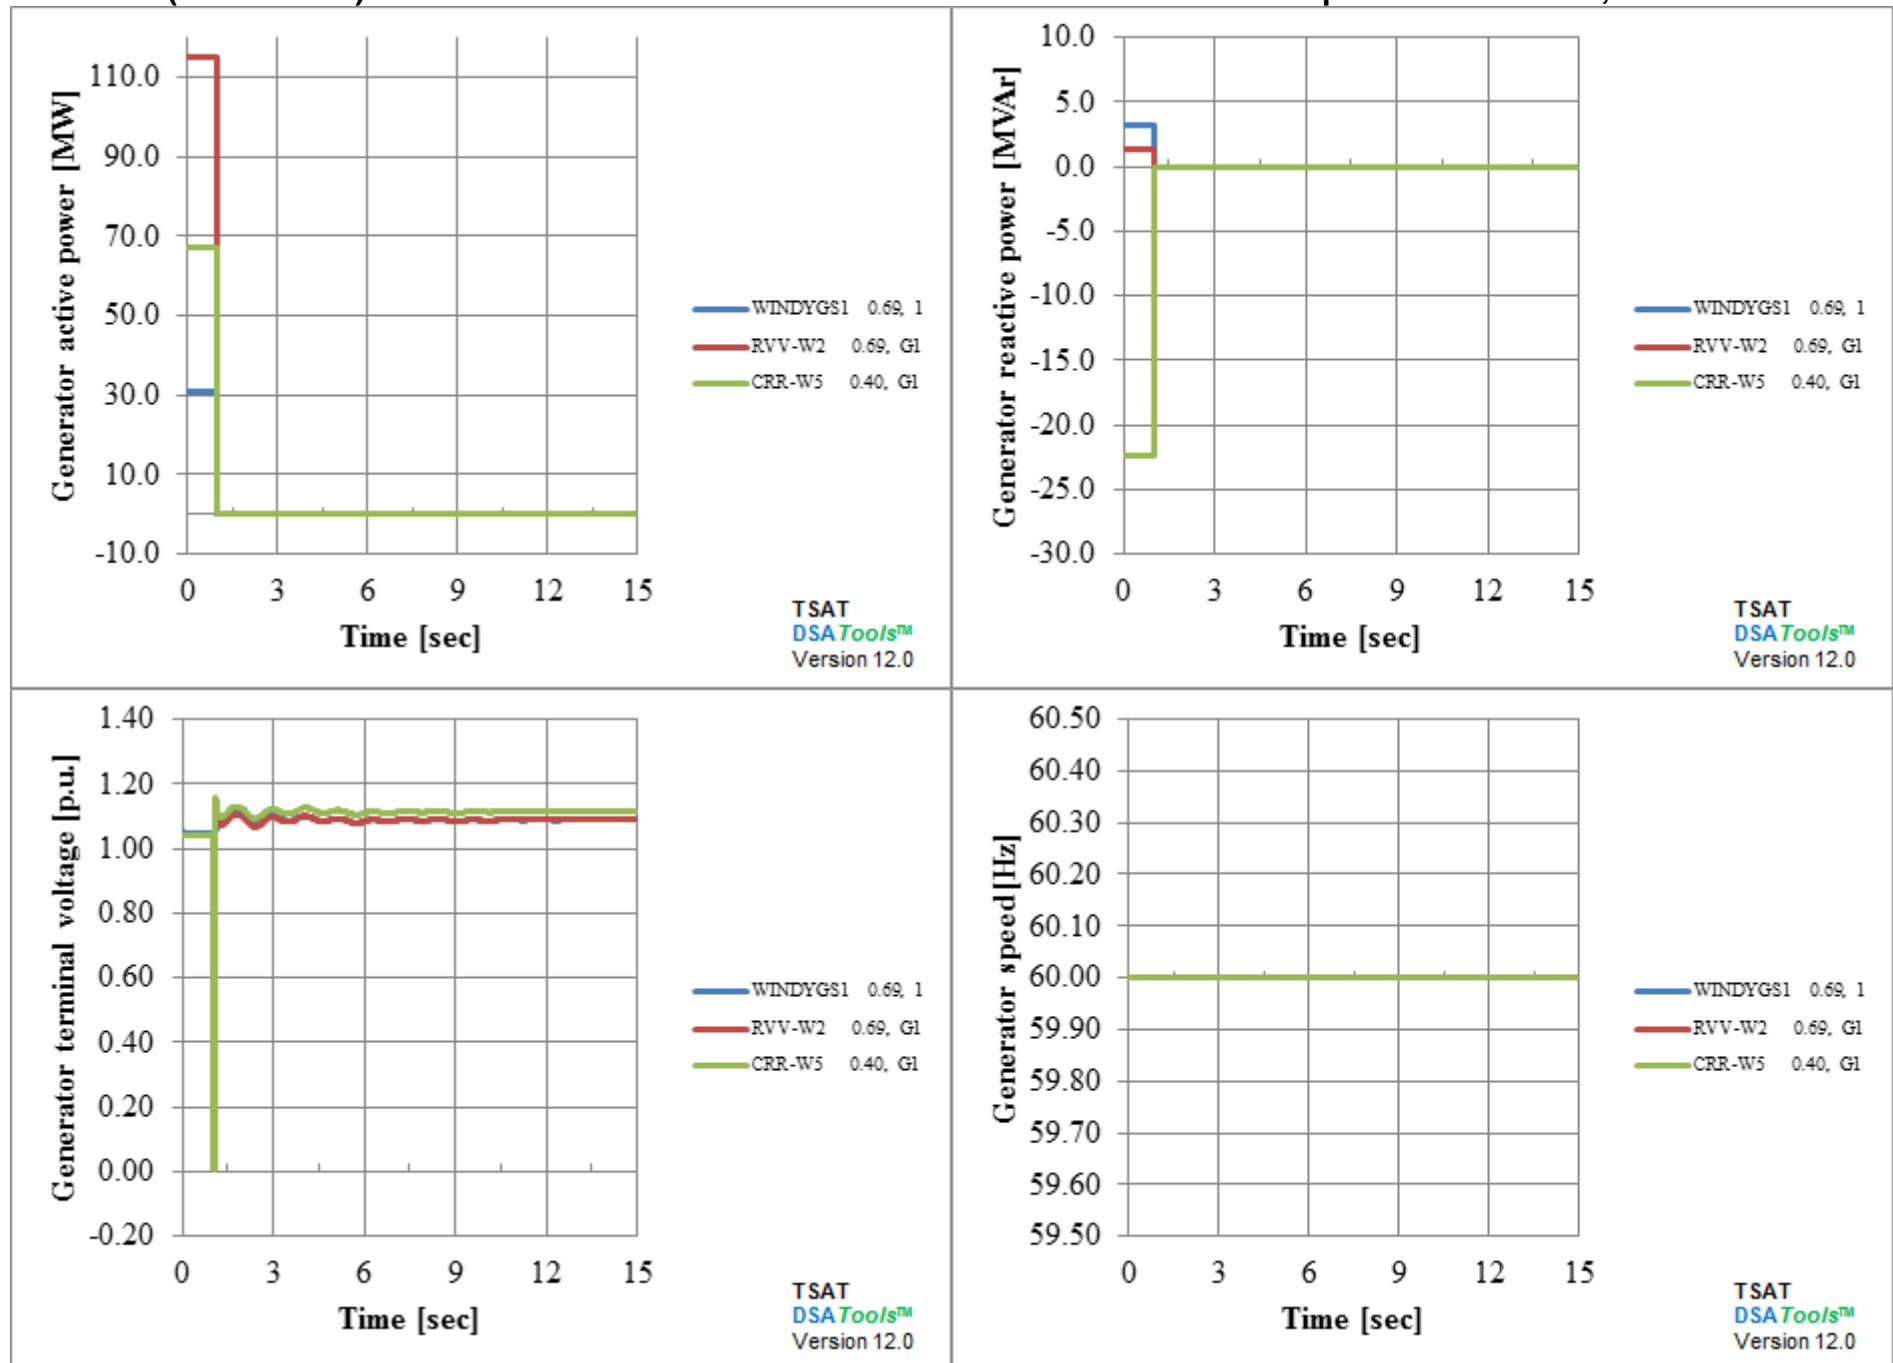 Generator active power [MW]
110.0
90.0
70.0
50.0
30.0
10.0
-10.0
0 3 6 9 12 15
Time [sec]
WINDYGS1 0.69, 1
RVV-W2 0.69, G1
CRR-W5 0.40, G1
TSAT
DSATools™
Version 12.0
Generator reactive power [MVAr]
10.0
5.0
0.0
-5.0
-10.0
-15.0
-20.0
-25.0
-30.0
0 3 6 9 12 15
Time [sec]
WINDYGS1 0.69, 1
RVV-W2 0.69, G1
CRR-W5 0.40, G1
TSAT
DSATools™
Version 12.0
Generator terminal voltage [p.u.]
1.40
1.20
1.00
0.80
0.60
0.40
0.20
0.00
-0.20
0 3 6 9 12 15
Time [sec]
WINDYGS1 0.69, 1
RVV-W2 0.69, G1
CRR-W5 0.40, G1
TSAT
DSATools™
Version 12.0
Generator speed[Hz]
60.50
60.40
60.30
60.20
60.10
60.00
59.90
59.80
59.70
59.60
59.50
0 3 6 9 12 15
Time [sec]
WINDYGS1 0.69, 1
RVV-W2 0.69, G1
CRR-W5 0.40, G1
TSAT
DSATools™
Version 12.0